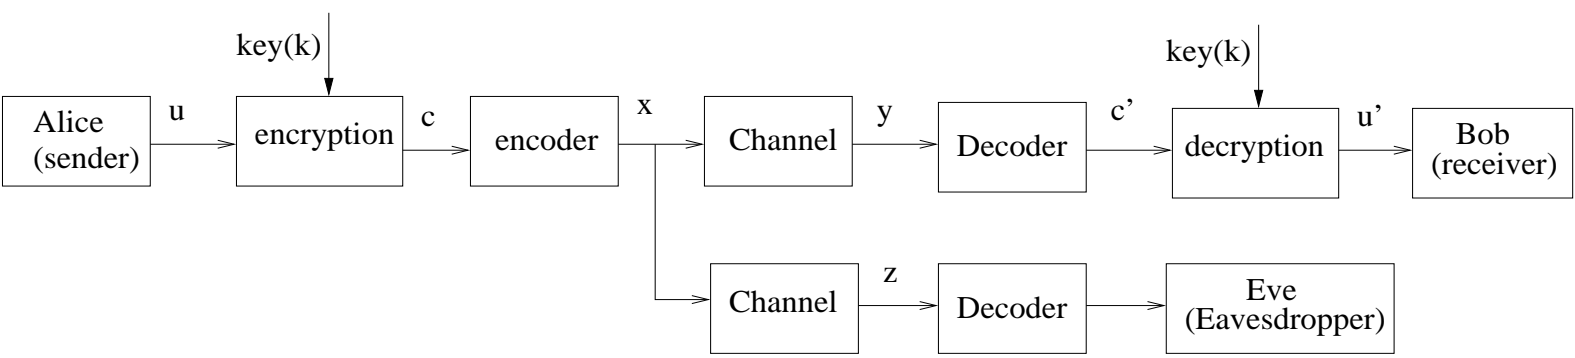 key(k)
key(k)
Alice
(sender)
u
encryption
c
encoder
x
Channel
y
Decoder
c'
decryption
u'
Bob
(receiver)
Channel
z
Decoder
Eve
(Eavesdropper)